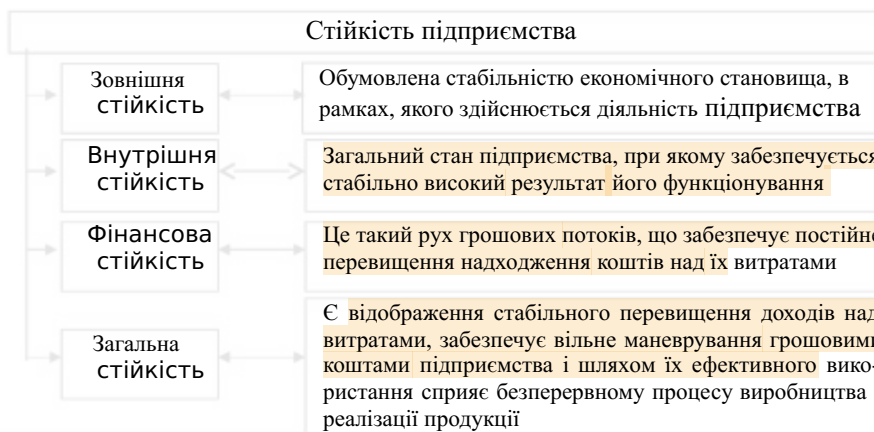 Стійкість підприємства
Зовнішня
стійкість
Обумовлена стабільністю економічного становища, в
рамках, якого здійснюється діяльність підприємства
Внутрішня
стійкість
Загальний стан підприємства, при якому забезпечується
стабільно високий результат його функціонування
Фінансова
стійкість
Це такий рух грошових потоків, що забезпечує постійне
перевищення надходження коштів над їх витратами
Загальна
стійкість
Є відображення стабільного перевищення доходів над
витратами, забезпечує вільне маневрування грошовими
коштами підприємства і шляхом їх ефективного вико-
ристання сприяє безперервному процесу виробництва
реалізації продукції